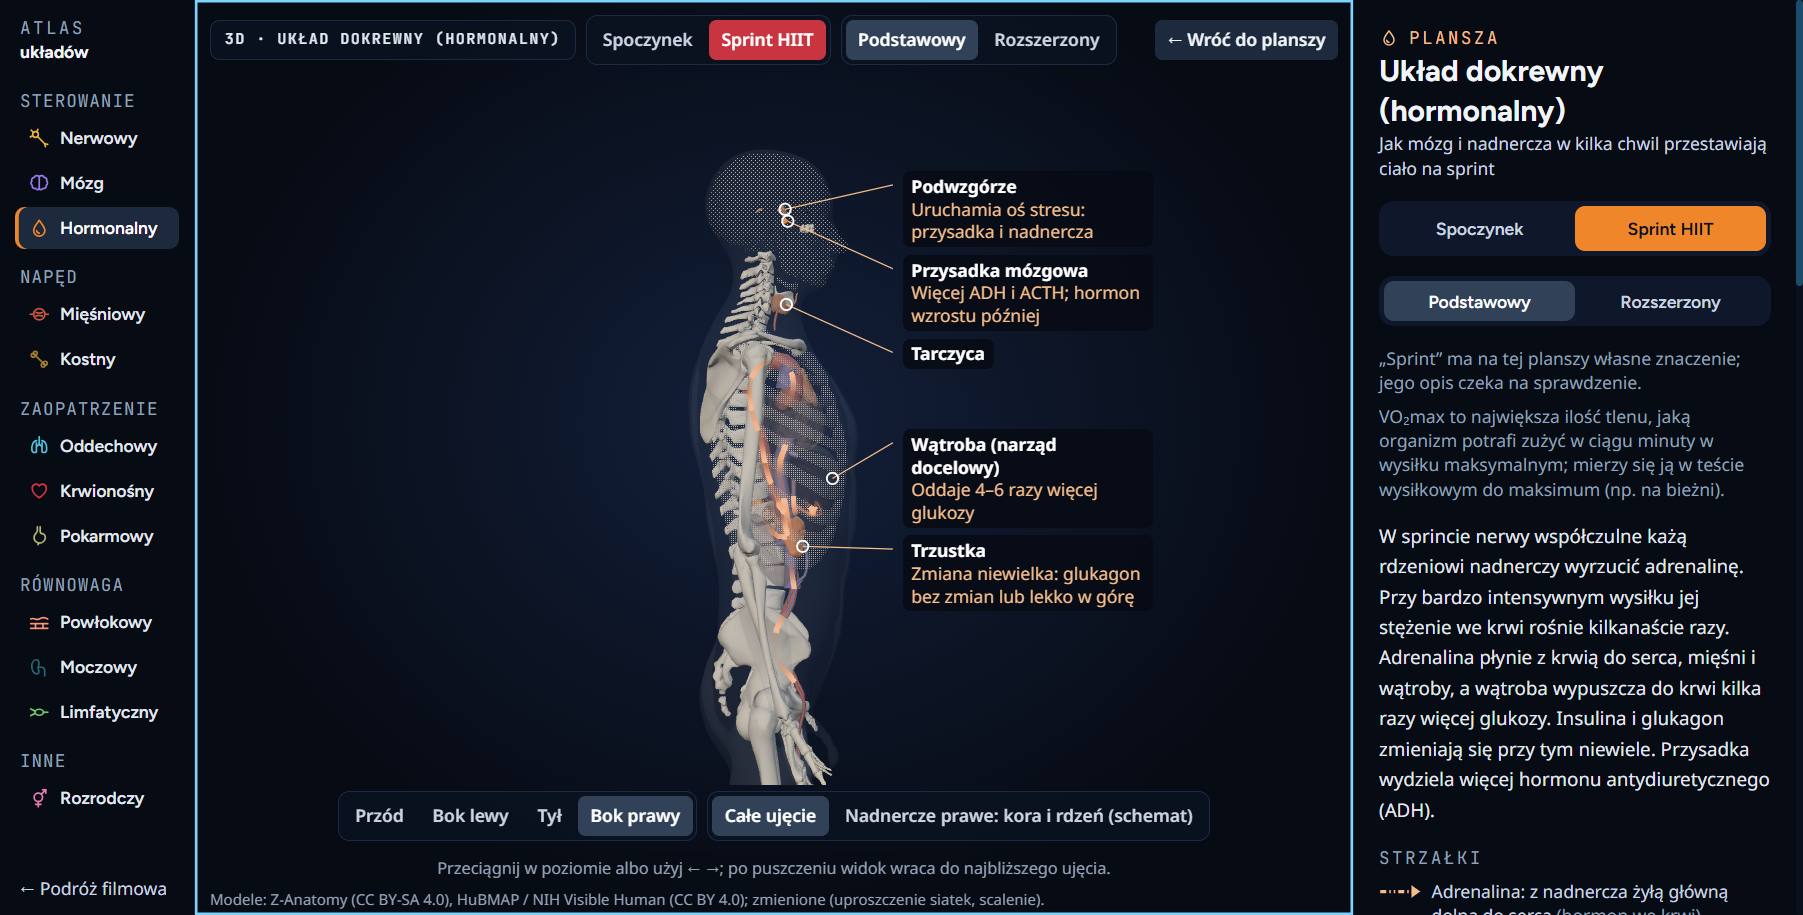 ATLAS
układów
STEROWANIE
Nerwowy
Mózg
Hormonalny
NAPĘD
Mięśniowy
Kostny
ZAOPATRZENIE
Oddechowy
Krwionośny
Pokarmowy
RÓWNOWAGA
Powłokowy
Moczowy
Limfatyczny
INNE
Rozrodczy
← Podróż filmowa
3D · UKŁAD DOKREWNY (HORMONALNY)
Spoczynek
Sprint HIIT
Podstawowy
Rozszerzony
← Wróć do planszy
Podwzgórze
Uruchamia oś stresu:
przysadka i nadnercza
Przysadka mózgowa
Więcej ADH i ACTH; hormon
wzrostu później
Tarczyca
Wątroba (narząd
docelowy)
Oddaje 4–6 razy więcej
glukozy
Trzustka
Zmiana niewielka: glukagon
bez zmian lub lekko w górę
Przód
Bok lewy
Tył
Bok prawy
Całe ujęcie
Nadnercze prawe: kora i rdzeń (schemat)
Przeciągnij w poziomie albo użyj ← →; po puszczeniu widok wraca do najbliższego ujęcia.
Modele: Z-Anatomy (CC BY-SA 4.0), HuBMAP / NIH Visible Human (CC BY 4.0); zmienione (uproszczenie siatek, scalenie).
PLANSZA
Układ dokrewny
(hormonalny)
Jak mózg i nadnercza w kilka chwil przestawiają
ciało na sprint
Spoczynek
Sprint HIIT
Podstawowy
Rozszerzony
„Sprint” ma na tej planszy własne znaczenie;
jego opis czeka na sprawdzenie.
VO₂max to największa ilość tlenu, jaką
organizm potrafi zużyć w ciągu minuty w
wysiłku maksymalnym; mierzy się ją w teście
wysiłkowym do maksimum (np. na bieżni).
W sprincie nerwy współczulne każą
rdzeniowi nadnerczy wyrzucić adrenalinę.
Przy bardzo intensywnym wysiłku jej
stężenie we krwi rośnie kilkanaście razy.
Adrenalina płynie z krwią do serca, mięśni i
wątroby, a wątroba wypuszcza do krwi kilka
razy więcej glukozy. Insulina i glukagon
zmieniają się przy tym niewiele. Przysadka
wydziela więcej hormonu antydiuretycznego
(ADH).
STRZAŁKI
Adrenalina: z nadnercza żyłą główną
dolną do serca (hormon we krwi)